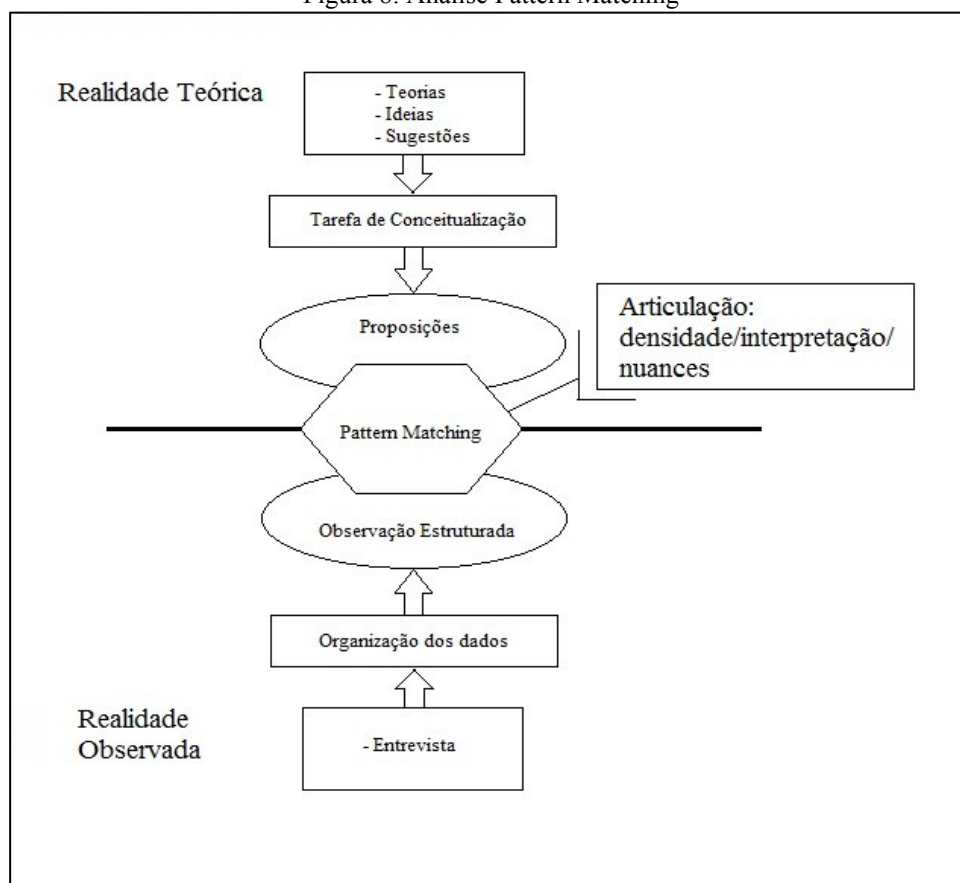 Figura 8: Análise Pattern Matching
Realidade Teórica
- Teorias
- Ideias
- Sugestões
Tarefa de Conceitualização
Proposições
Articulação:
densidade/interpretação/
nuances
Pattern Matching
Observação Estruturada
Organização dos dados
Realidade
Observada
- Entrevista